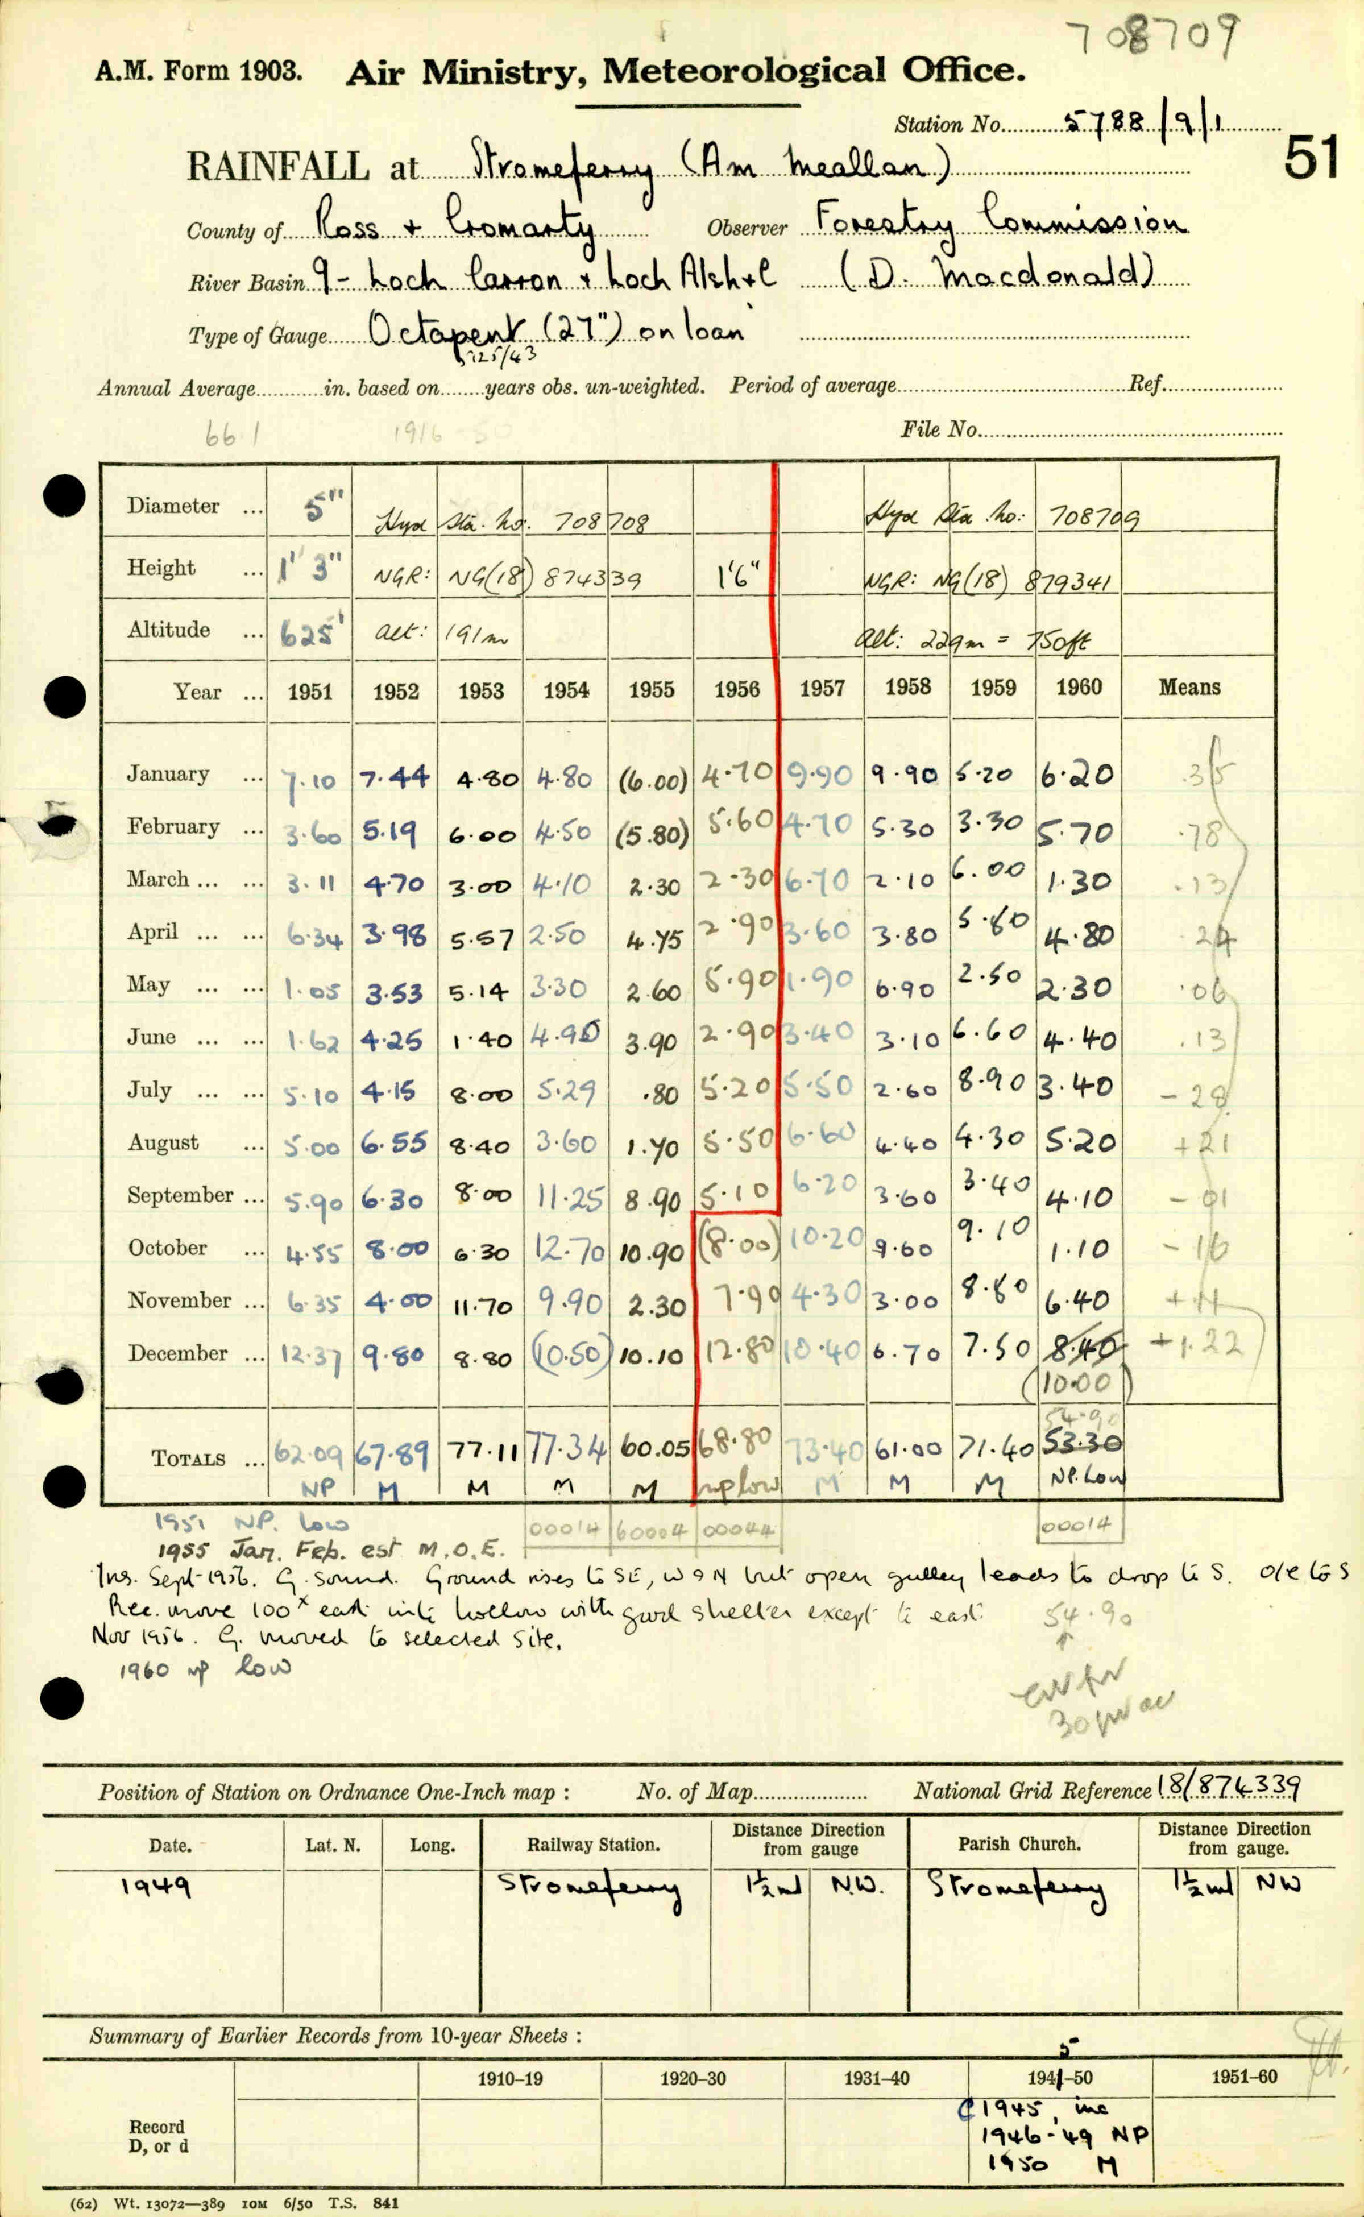 708709
A.M. Form 1903. Air Ministry, Meteorological Office.
Station No. 5788/9/1
51
RAINFALL at Stromeferry (Am Meallan)
County of Ross + Cromarty Observer Forestry Commission
River Basin 9 - Loch Carron + Loch Alsh+c (D. Macdonald)
Type of Gauge Octapent (27") on loan
5725/43
Annual Average in. based on years obs. un-weighted. Period of average Ref.
66.1 1916-50
File No.
Diameter ... 5" Hyd Sta. No. 708708 Hyd Sta. No: 708709
Height ... 1' 3" NGR: NG(18) 874339 1'6" NGR: NG(18) 879341
Altitude ... 625' Alt: 191m Alt: 229m = 750ft
Year ... 1951 1952 1953 1954 1955 1956 1957 1958 1959 1960 Means
January ... 7.10 7.44 4.80 4.80 (6.00) 4.70 9.90 9.90 5.20 6.20 .35
February ... 3.60 5.19 6.00 4.50 (5.80) 5.60 4.70 5.30 3.30 5.70 .78
March ... ... 3.11 4.70 3.00 4.10 2.30 2.30 6.70 2.10 6.00 1.30 .13
April ... ... 6.34 3.98 5.57 2.50 4.75 2.90 3.60 3.80 5.80 4.80 .24
May ... ... 1.05 3.53 5.14 3.30 2.60 5.90 1.90 6.90 2.50 2.30 .06
June ... ... 1.62 4.25 1.40 4.90 3.90 2.90 3.40 3.10 6.60 4.40 .13
July ... ... 5.10 4.15 8.00 5.29 .80 5.20 5.50 2.60 8.90 3.40 - 28
August ... 5.00 6.55 8.40 3.60 1.70 5.50 6.60 4.40 4.30 5.20 + 21
September ... 5.90 6.30 8.00 11.25 8.90 5.10 6.20 3.60 3.40 4.10 - 01
October ... 4.55 8.00 6.30 12.70 10.90 (8.00) 10.20 9.60 9.10 1.10 - 16
November ... 6.35 4.00 11.70 9.90 2.30 7.90 4.30 3.00 8.80 6.40 + 11
December ... 12.37 9.80 8.80 (10.50) 10.10 12.80 10.40 6.70 7.50 8.40 +1.22
(10.00)
54.90
TOTALS ... 62.09 67.89 77.11 77.34 60.05 68.80 73.40 61.00 71.40 53.30
NP M M M M np low M M M NP. Low
1951 NP. low 00014 60004 00044 00014
1955 Jan. Feb. est M.O.E.
Ins. Sept 1956. G. sound. Ground rises to SE, W & N but open gulley leads to drop to S. o/e to S
Rec. move 100x east into hollow with good shelter except to east.
54.90
Nov 1956. G. moved to selected site.
1960 np low
30
Position of Station on Ordnance One-Inch map : No. of Map National Grid Reference 18/874339
Date. Lat. N. Long. Railway Station. Distance Direction from gauge Parish Church. Distance Direction from gauge.
1949 Stromeferry 1½ ml N.W. Stromeferry 1½ ml NW
Summary of Earlier Records from 10-year Sheets :
5
1910–19 1920–30 1931–40 1941–50 1951–60
Record
D, or d
C 1945, inc
1946-49 NP
1950 M
(62) Wt. 13072—389 10M 6/50 T.S. 841